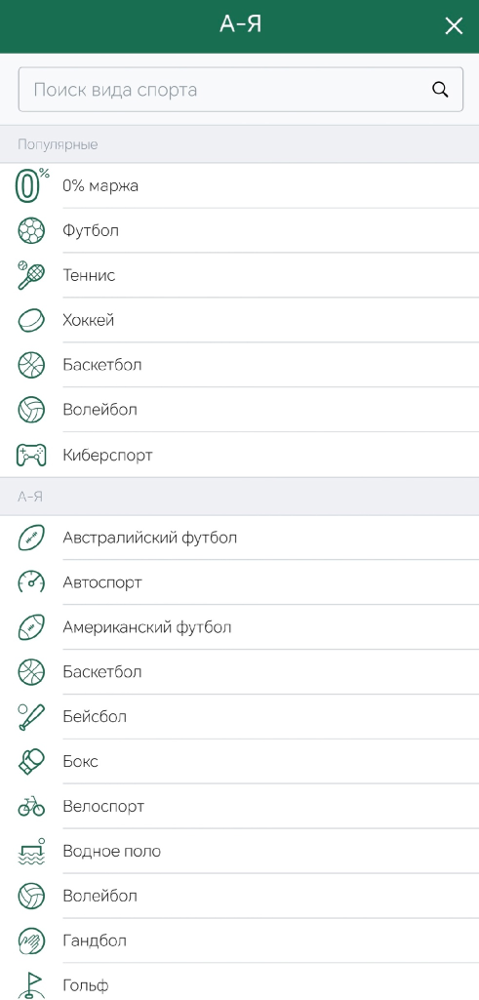 А-Я
Поиск вида спорта
Популярные
0%
0% маржа
Футбол
Теннис
Хоккей
Баскетбол
Волейбол
Киберспорт
А-Я
Австралийский футбол
Автоспорт
Американский футбол
Баскетбол
Бейсбол
Бокс
Велоспорт
Водное поло
Волейбол
Гандбол
Гольф